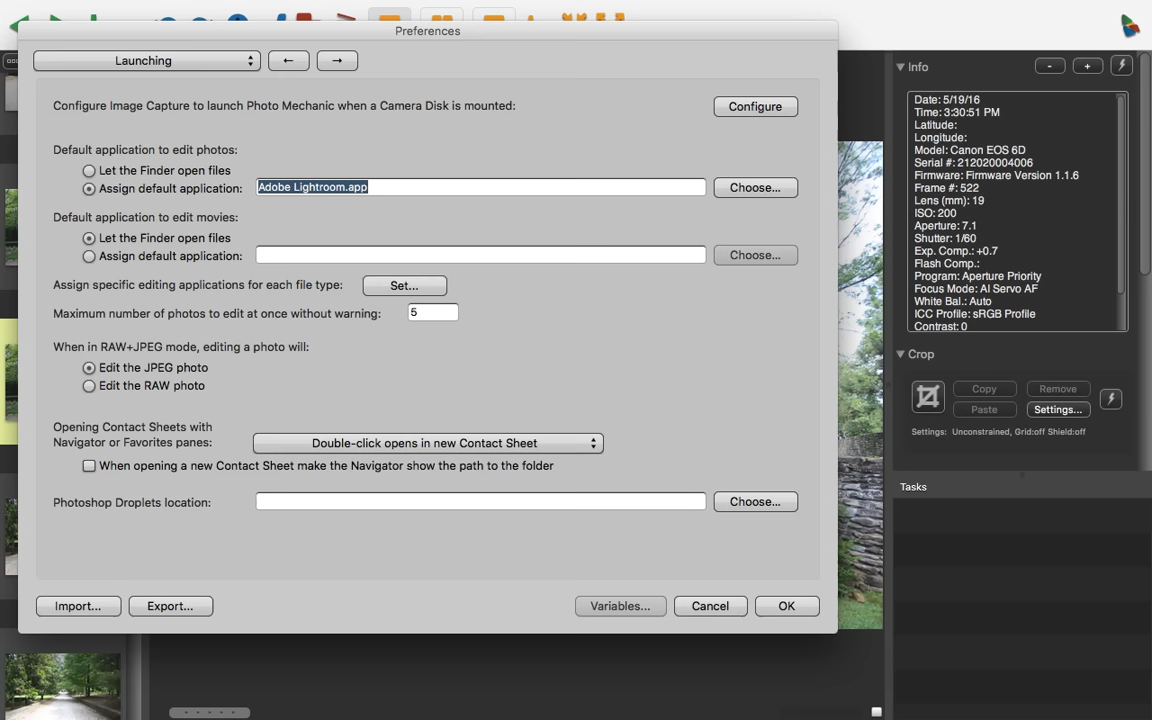 Preferences
Launching
← →
Configure Image Capture to launch Photo Mechanic when a Camera Disk is mounted:
Configure
Default application to edit photos:
Let the Finder open files
Assign default application:
Adobe Lightroom.app
Choose...
Default application to edit movies:
Let the Finder open files
Assign default application:
Choose...
Assign specific editing applications for each file type:
Set...
Maximum number of photos to edit at once without warning:
5
When in RAW+JPEG mode, editing a photo will:
Edit the JPEG photo
Edit the RAW photo
Opening Contact Sheets with
Navigator or Favorites panes:
Double-click opens in new Contact Sheet
When opening a new Contact Sheet make the Navigator show the path to the folder
Photoshop Droplets location:
Choose...
Import...
Export...
Variables...
Cancel
OK
Info
- +
Date: 5/19/16
Time: 3:30:51 PM
Latitude:
Longitude:
Model: Canon EOS 6D
Serial #: 212020004006
Firmware: Firmware Version 1.1.6
Frame #: 522
Lens (mm): 19
ISO: 200
Aperture: 7.1
Shutter: 1/60
Exp. Comp.: +0.7
Flash Comp.:
Program: Aperture Priority
Focus Mode: AI Servo AF
White Bal.: Auto
ICC Profile: sRGB Profile
Contrast: 0
Crop
Copy
Remove
Paste
Settings...
Settings: Unconstrained, Grid:off Shield:off
Tasks